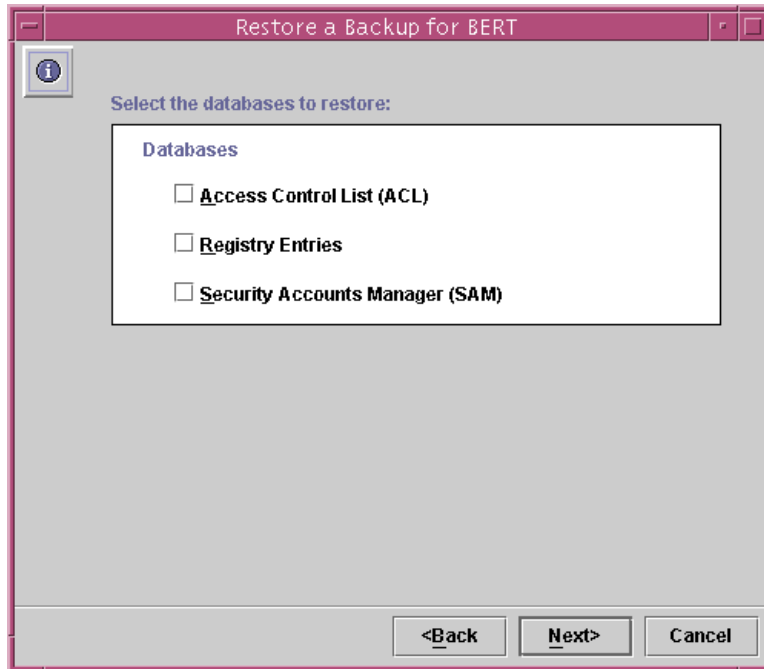 Restore a Backup for BERT
Select the databases to restore:
Databases
Access Control List (ACL)
Registry Entries
Security Accounts Manager (SAM)
<Back Next> Cancel